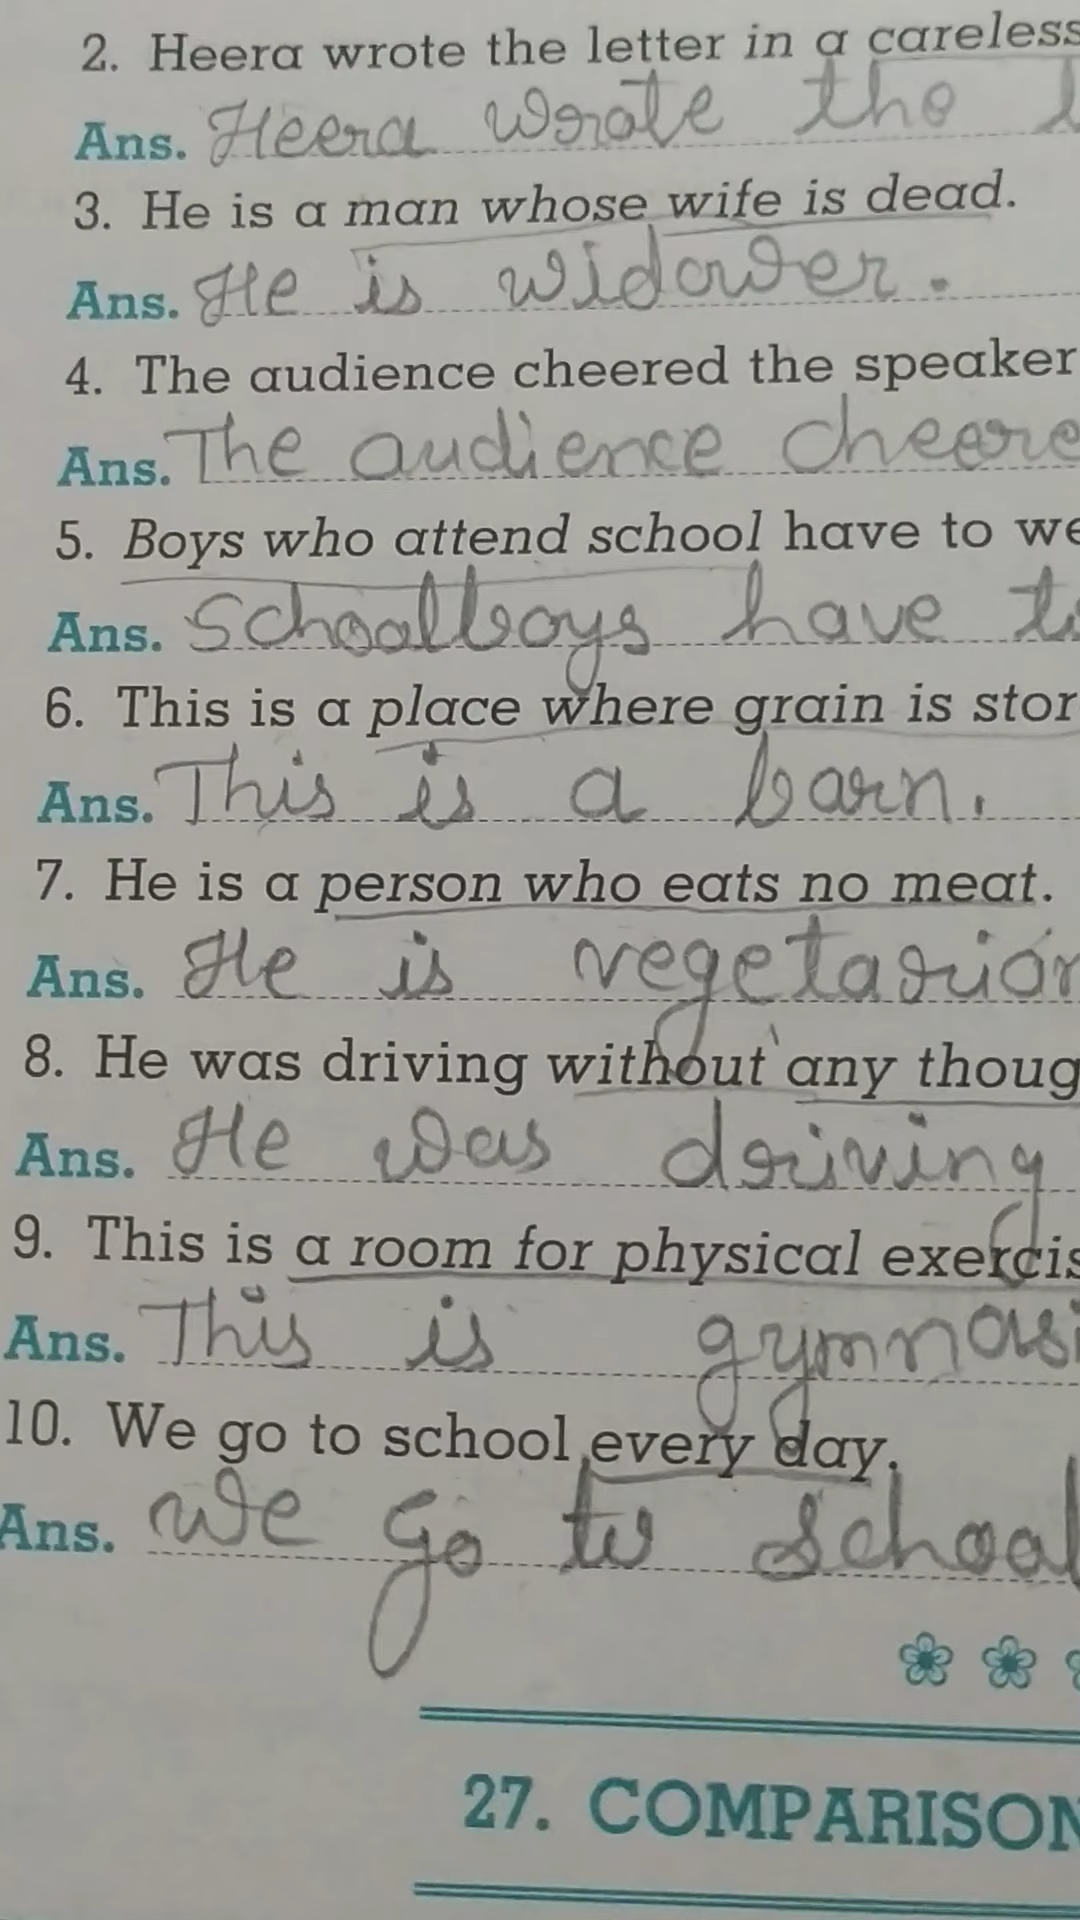 2. Heera wrote the letter in a careless
Ans. Heera wrote the
3. He is a man whose wife is dead.
Ans. He is widower.
4. The audience cheered the speaker
Ans. The audience cheere
5. Boys who attend school have to we
Ans. Schoolboys have to
6. This is a place where grain is stor
Ans. This is a barn.
7. He is a person who eats no meat.
Ans. He is vegetarian
8. He was driving without any thoug
Ans. He was driving
9. This is a room for physical exercis
Ans. This is gymnasi
10. We go to school every day.
Ans. We go to school
27. COMPARISON